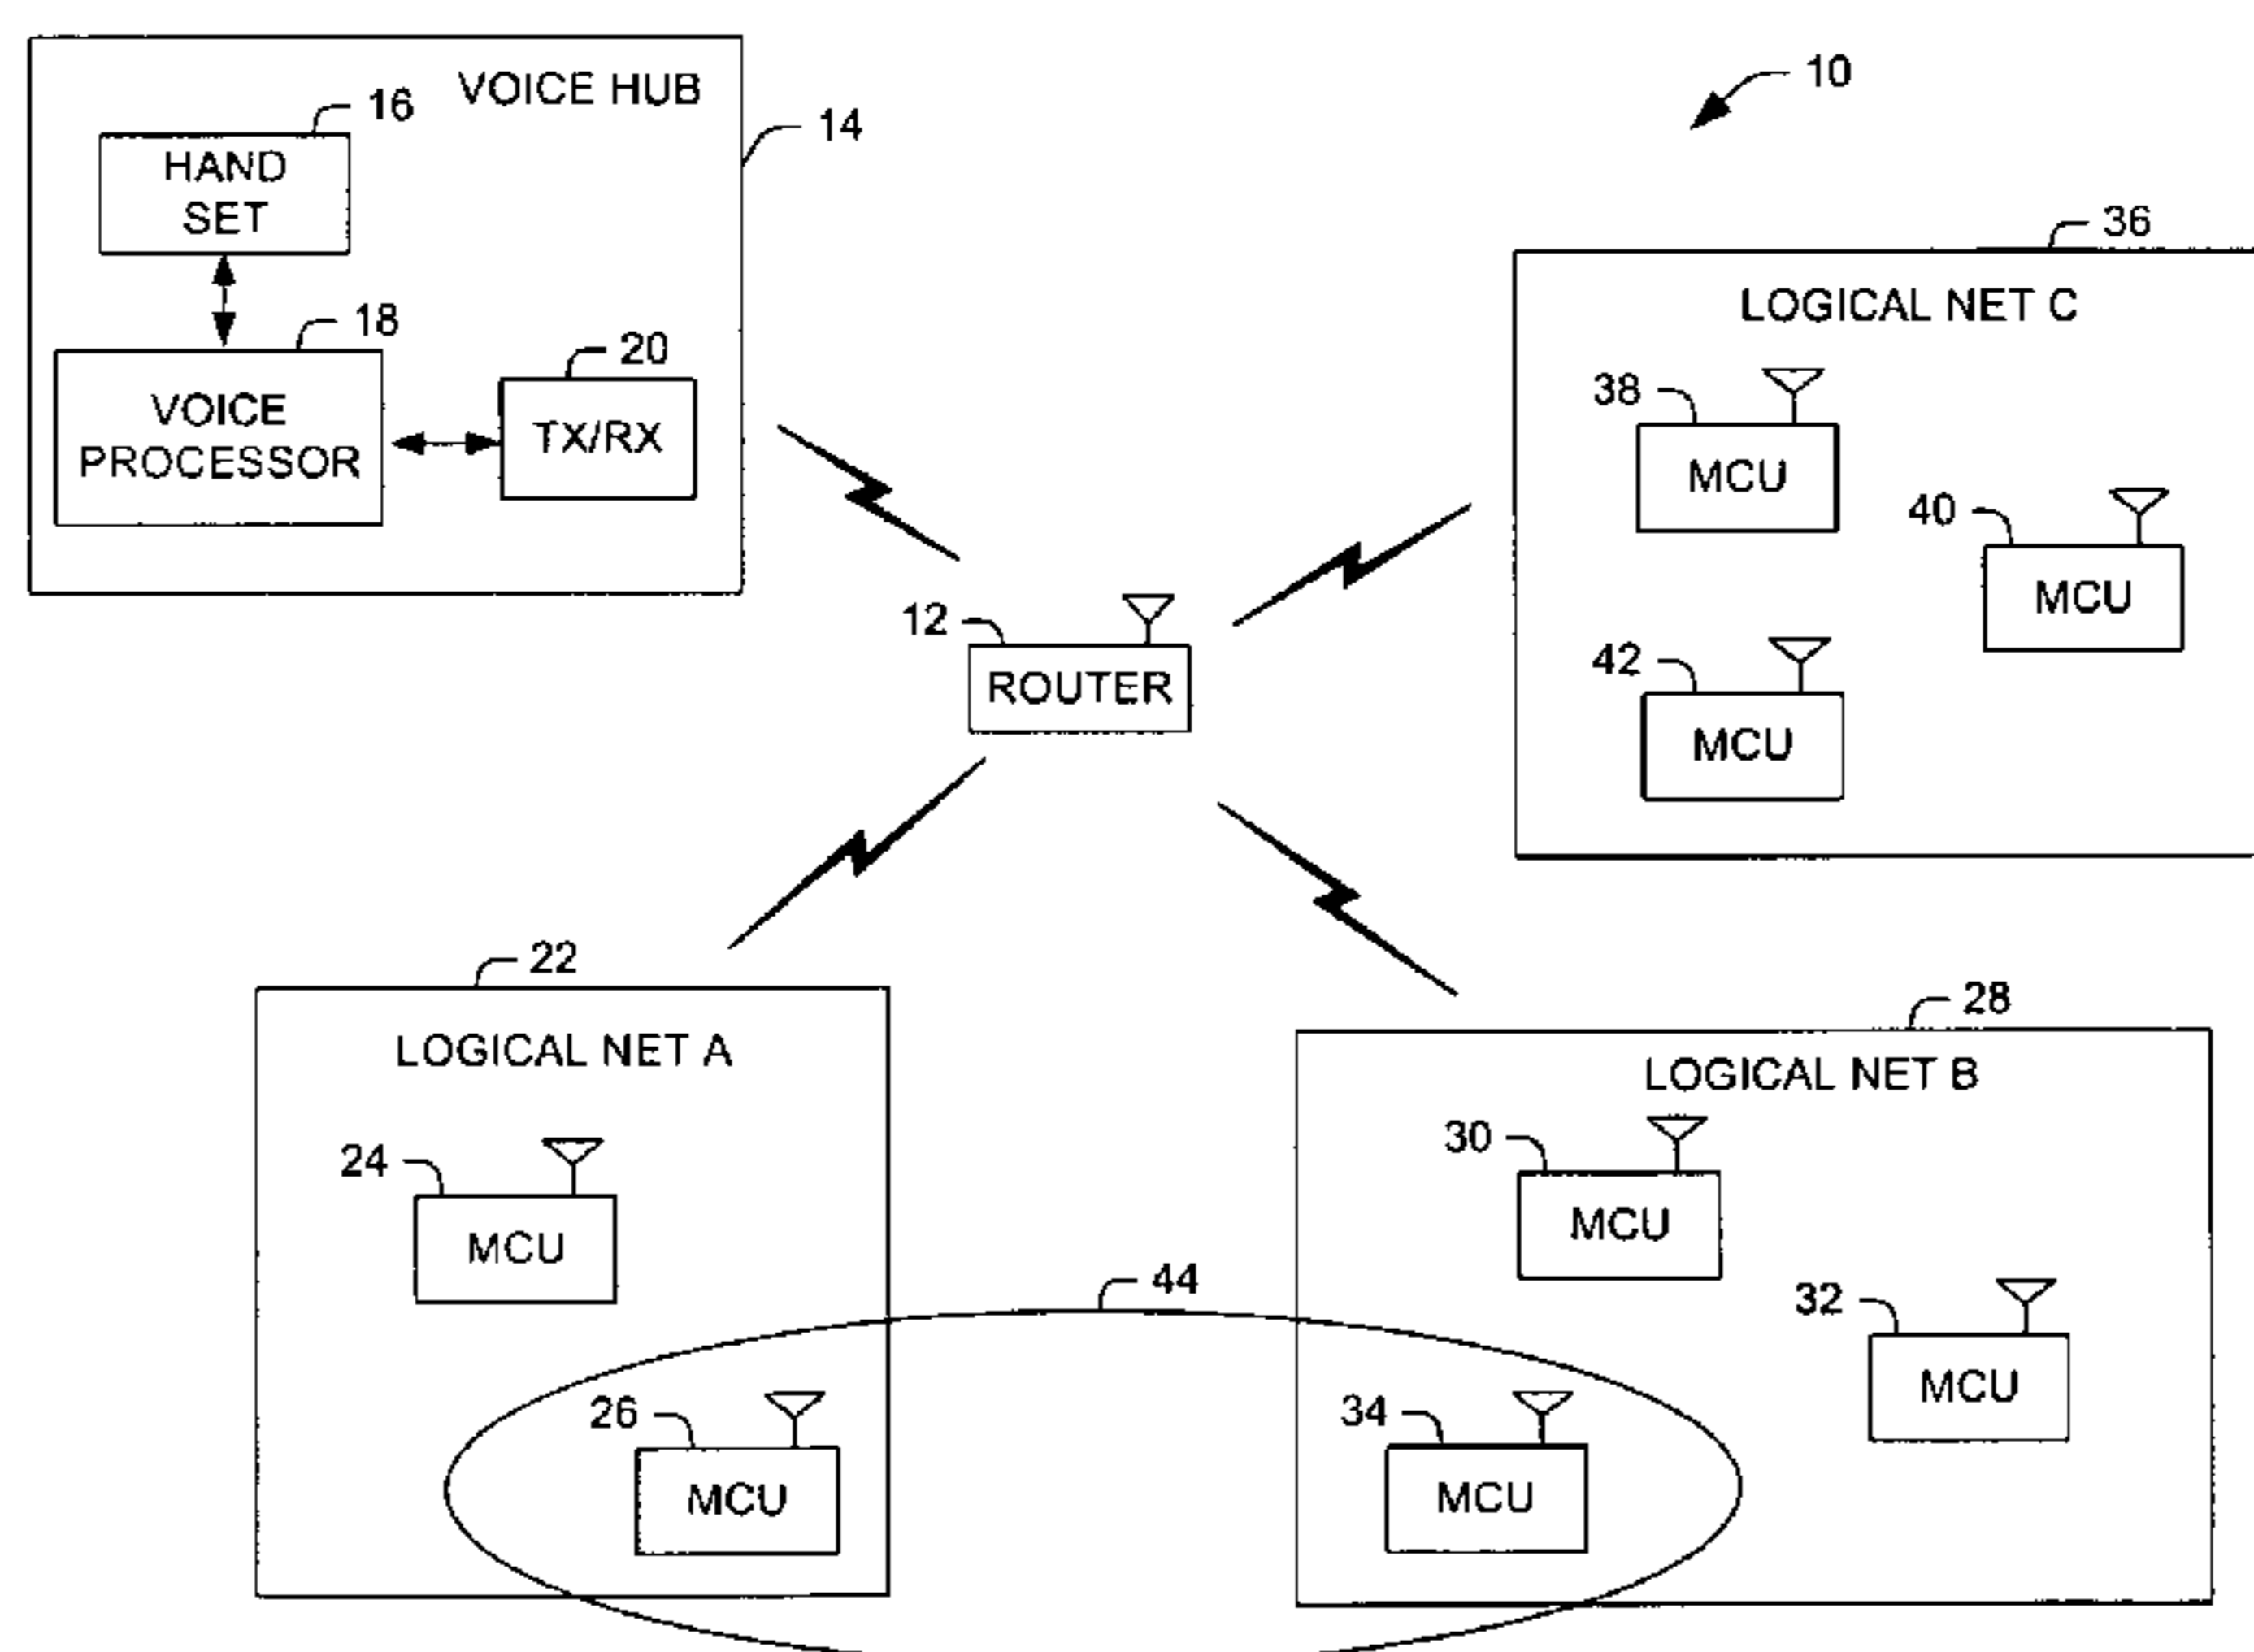 VOICE HUB
16
HAND
SET
14
18
VOICE
PROCESSOR
20
TX/RX
10
36
LOGICAL NET C
38
MCU
40
MCU
42
MCU
12
ROUTER
22
LOGICAL NET A
24
MCU
26
MCU
44
28
LOGICAL NET B
30
MCU
32
MCU
34
MCU